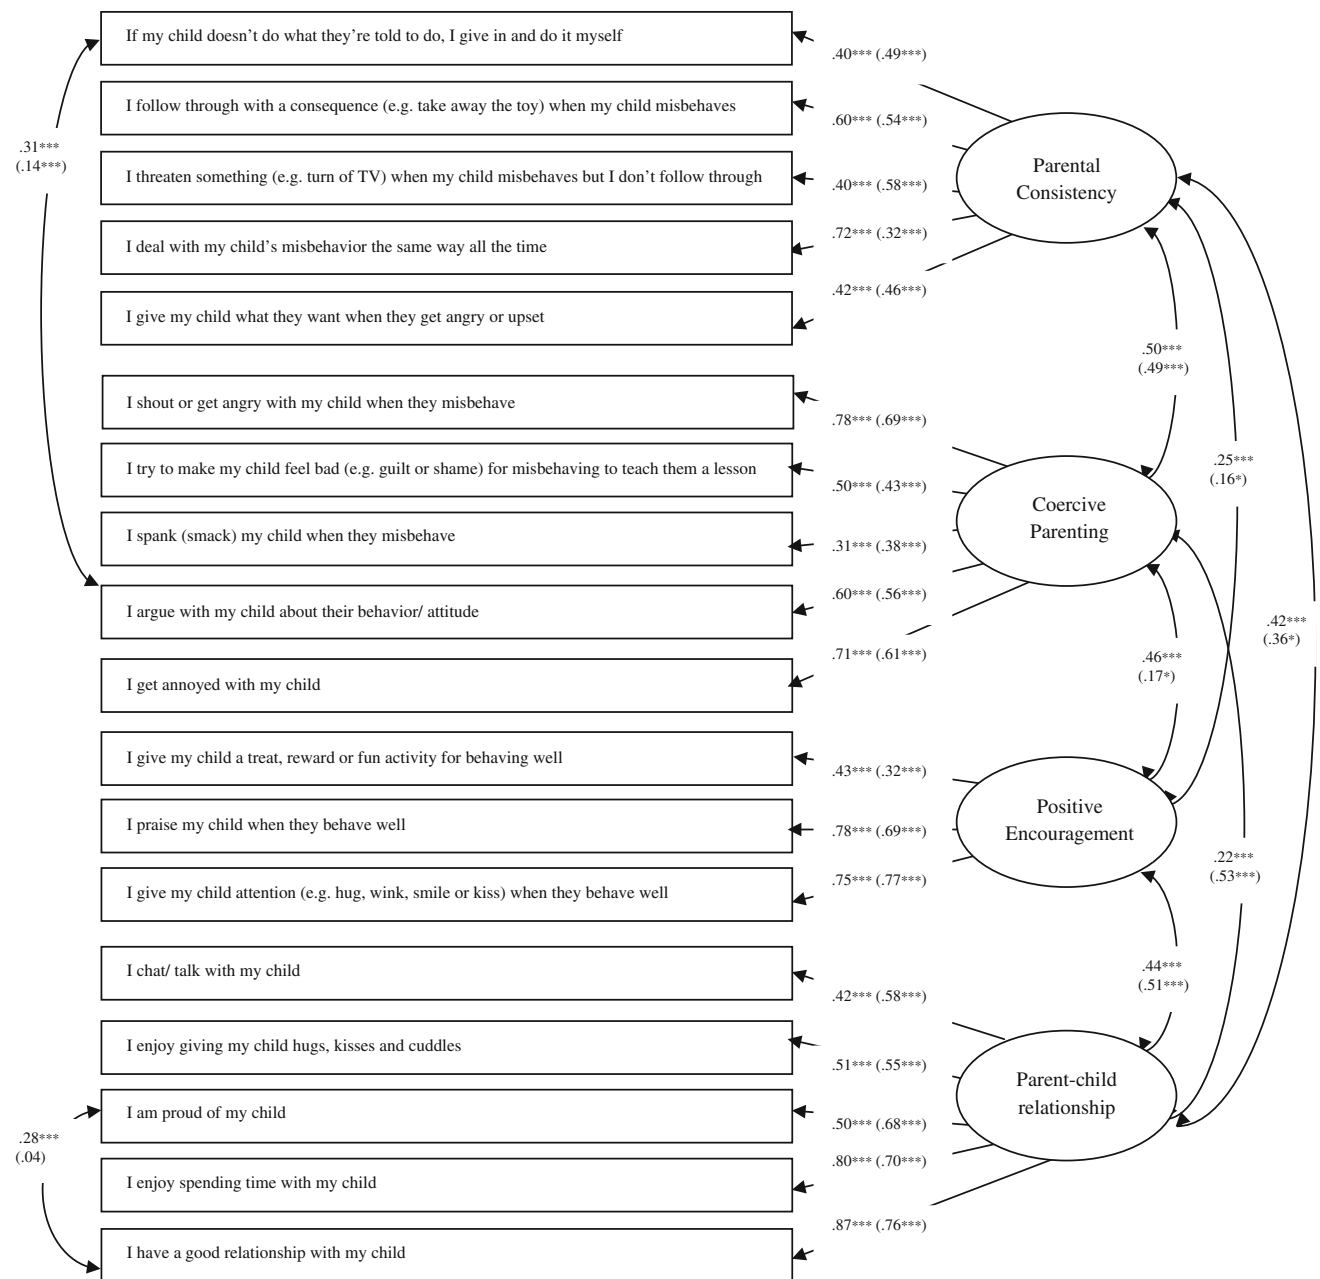 If my child doesn't do what they're told to do, I give in and do it myself
.40*** (.49***)
I follow through with a consequence (e.g. take away the toy) when my child misbehaves
.60*** (.54***)
.31***
(.14***)
I threaten something (e.g. turn of TV) when my child misbehaves but I don't follow through
.40*** (.58***)
Parental
Consistency
I deal with my child's misbehavior the same way all the time
.72*** (.32***)
I give my child what they want when they get angry or upset
.42*** (.46***)
.50***
(.49***)
I shout or get angry with my child when they misbehave
.78*** (.69***)
I try to make my child feel bad (e.g. guilt or shame) for misbehaving to teach them a lesson
.50*** (.43***)
.25***
(.16*)
Coercive
Parenting
I spank (smack) my child when they misbehave
.31*** (.38***)
I argue with my child about their behavior/ attitude
.60*** (.56***)
.42***
(.36*)
I get annoyed with my child
.71*** (.61***)
.46***
(.17*)
I give my child a treat, reward or fun activity for behaving well
.43*** (.32***)
I praise my child when they behave well
.78*** (.69***)
Positive
Encouragement
I give my child attention (e.g. hug, wink, smile or kiss) when they behave well
.75*** (.77***)
.22***
(.53***)
I chat/ talk with my child
.42*** (.58***)
.44***
(.51***)
I enjoy giving my child hugs, kisses and cuddles
.51*** (.55***)
Parent-child
relationship
I am proud of my child
.50*** (.68***)
.28***
(.04)
I enjoy spending time with my child
.80*** (.70***)
I have a good relationship with my child
.87*** (.76***)